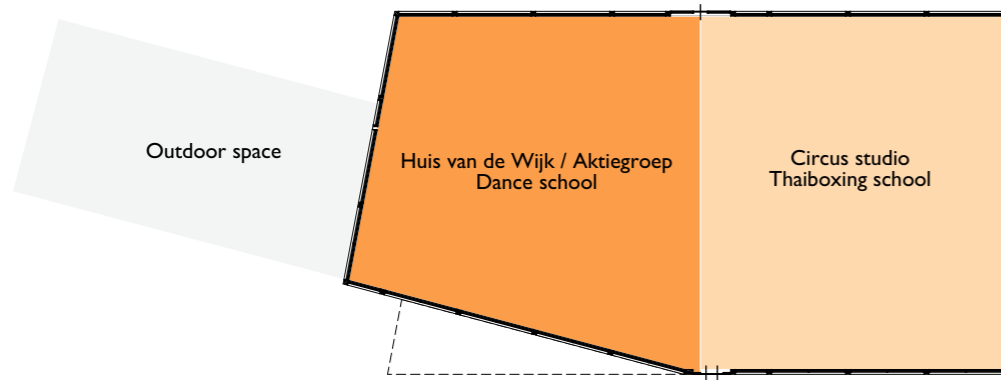 Outdoor space
Huis van de Wijk / Aktiegroep
Dance school
Circus studio
Thaiboxing school